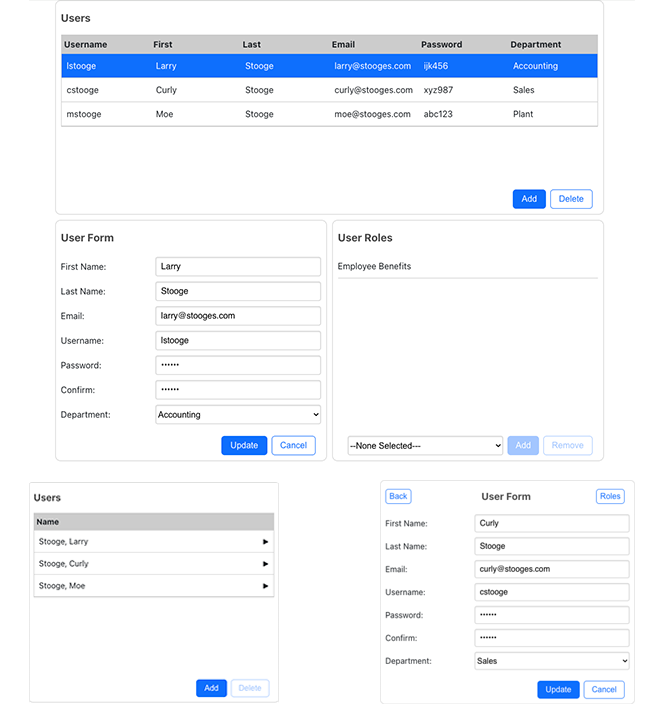 Users
Username First Last Email Password Department
lstooge Larry Stooge larry@stooges.com ijk456 Accounting
cstooge Curly Stooge curly@stooges.com xyz987 Sales
mstooge Moe Stooge moe@stooges.com abc123 Plant
Add Delete
User Form
First Name: Larry
Last Name: Stooge
Email: larry@stooges.com
Username: lstooge
Password: ••••••
Confirm: ••••••
Department: Accounting
Update Cancel
User Roles
Employee Benefits
--None Selected--- Add Remove
Users
Name
Stooge, Larry ▶
Stooge, Curly ▶
Stooge, Moe ▶
Add Delete
Back User Form Roles
First Name: Curly
Last Name: Stooge
Email: curly@stooges.com
Username: cstooge
Password: ••••••
Confirm: ••••••
Department: Sales
Update Cancel